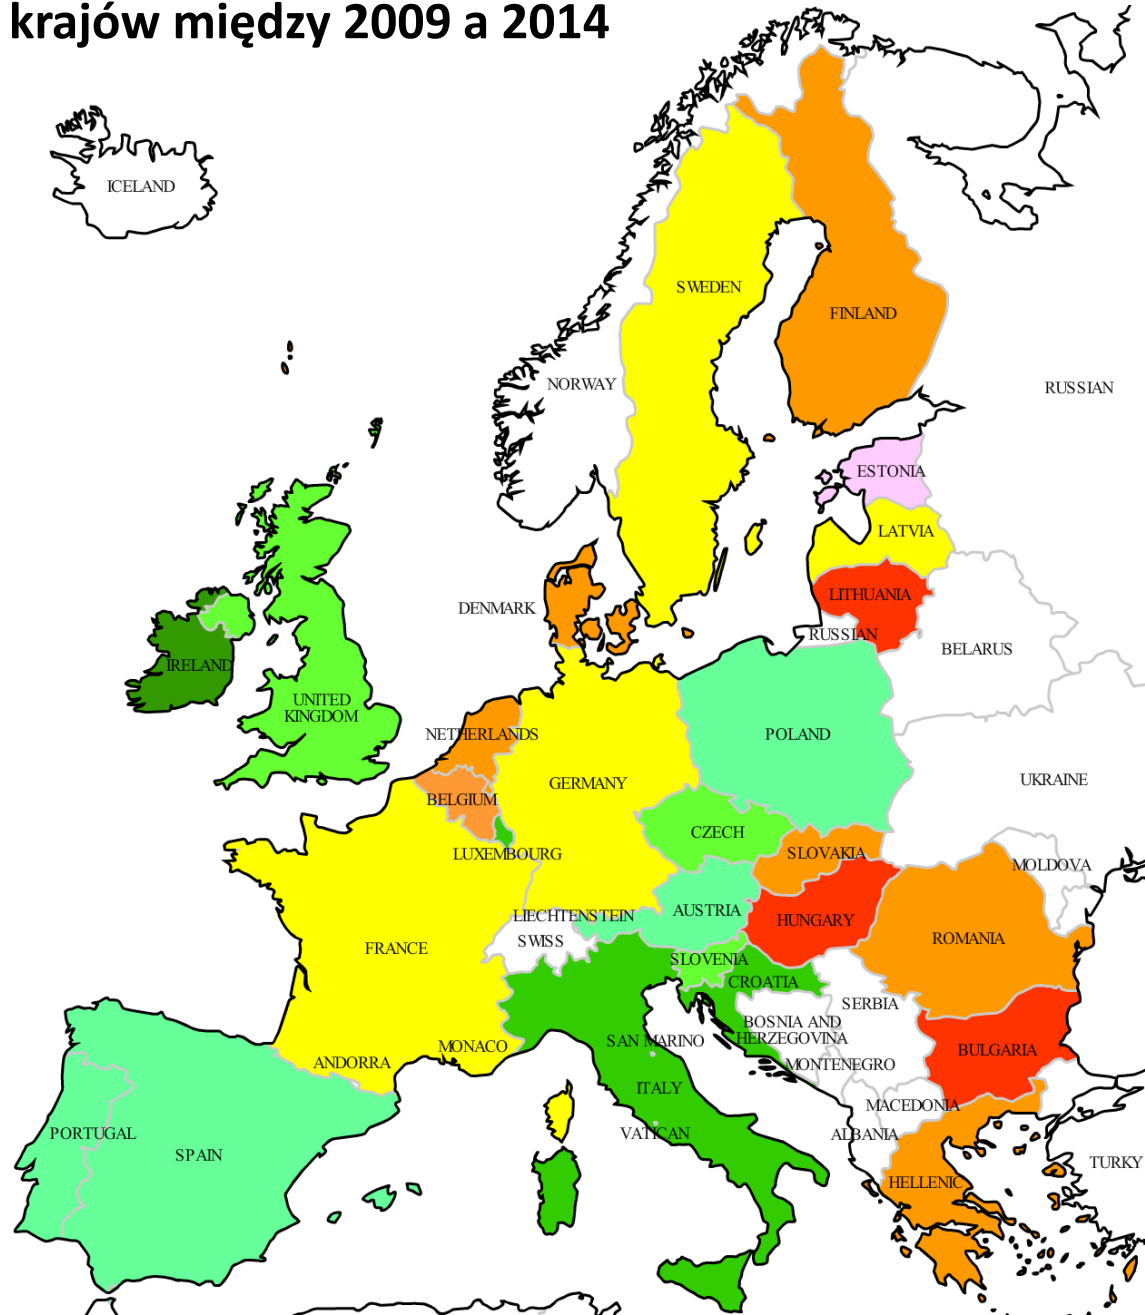 krajów między 2009 a 2014
ICELAND
SWEDEN
FINLAND
NORWAY
RUSSIAN
ESTONIA
LATVIA
LITHUANIA
DENMARK
RUSSIAN
BELARUS
IRELAND
UNITED
KINGDOM
NETHERLANDS
POLAND
GERMANY
UKRAINE
BELGIUM
CZECH
LUXEMBOURG
SLOVAKIA
MOLDOVA
LIECHTENSTEIN
AUSTRIA
HUNGARY
SWISS
ROMANIA
FRANCE
SLOVENIA
CROATIA
SERBIA
BOSNIA AND
HERZEGOVINA
SAN MARINO
MONACO
BULGARIA
ANDORRA
MONTENEGRO
ITALY
MACEDONIA
PORTUGAL
VATICAN
ALBANIA
SPAIN
TURKY
HELLENIC